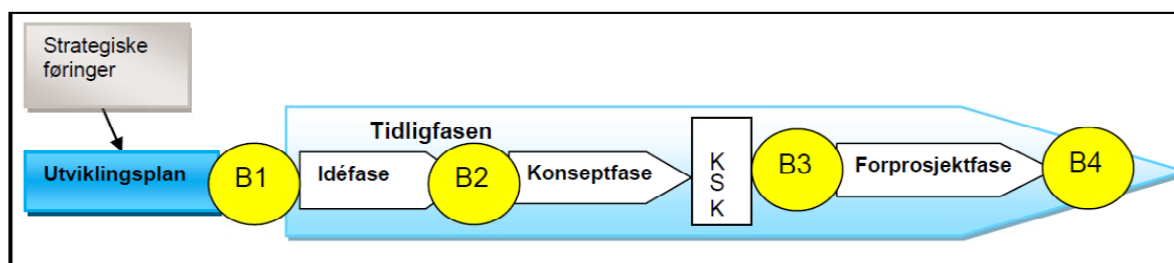 Strategiske
føringer
Tidligfasen
Utviklingsplan
B1
Idéfase
B2
Konseptfase
K
S
K
B3
Forprosjektfase
B4